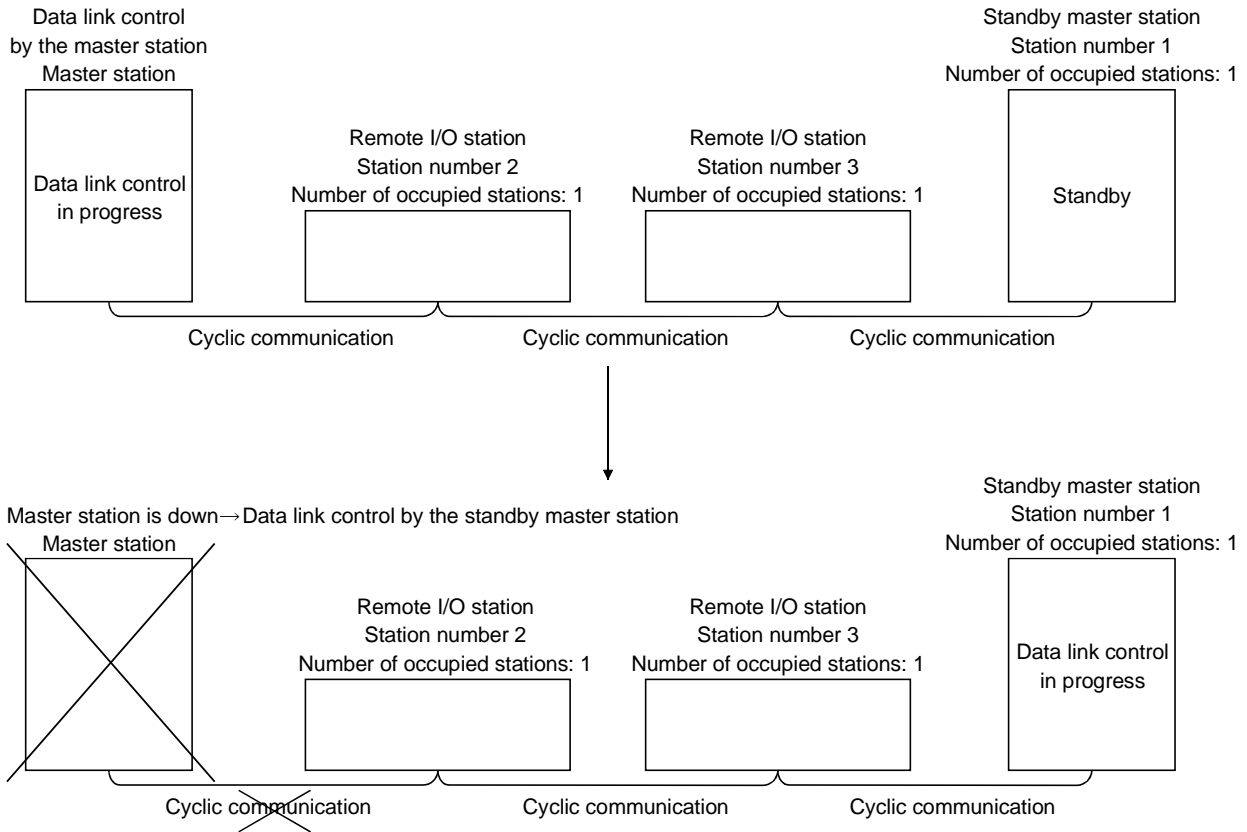 Data link control
by the master station
Master station
Standby master station
Station number 1
Number of occupied stations: 1
Remote I/O station
Station number 2
Number of occupied stations: 1
Remote I/O station
Station number 3
Number of occupied stations: 1
Data link control
in progress
Standby
Cyclic communication
Cyclic communication
Cyclic communication
Master station is down→Data link control by the standby master station
Master station
Standby master station
Station number 1
Number of occupied stations: 1
Remote I/O station
Station number 2
Number of occupied stations: 1
Remote I/O station
Station number 3
Number of occupied stations: 1
Data link control
in progress
Cyclic communication
Cyclic communication
Cyclic communication